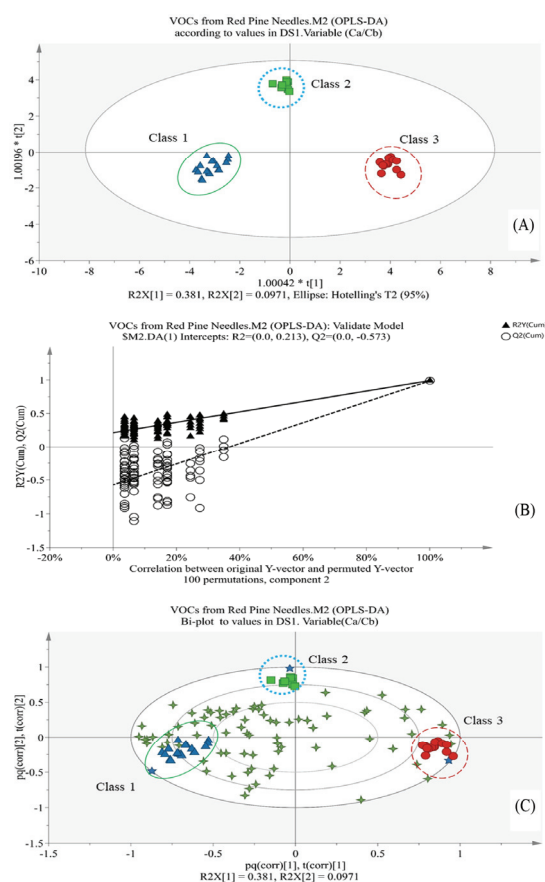 VOCs from Red Pine Needles.M2 (OPLS-DA)
according to values in DS1.Variable (Ca/Cb)
6
4
2
0
-2
-4
-6
1.00196 * t[2]
Class 2
Class 1
Class 3
(A)
-10 -8 -6 -4 -2 0 2 4 6 8 10
1.00042 * t[1]
R2X[1] = 0.381, R2X[2] = 0.0971, Ellipse: Hotelling's T2 (95%)
VOCs from Red Pine Needles.M2 (OPLS-DA): Validate Model
$M2.DA(1) Intercepts: R2=(0.0, 0.213), Q2=(0.0, -0.573)
R2Y(Cum)
Q2(Cum)
1
0.5
0
-0.5
-1
-1.5
R2Y(Cum), Q2(Cum)
(B)
-20% 0% 20% 40% 60% 80% 100%
Correlation between original Y-vector and permuted Y-vector
100 permutations, component 2
VOCs from Red Pine Needles.M2 (OPLS-DA)
Bi-plot to values in DS1. Variable(Ca/Cb)
1.5
1
0.5
0
-0.5
-1
-1.5
pq(corr)[2], t(corr)[2]
Class 2
Class 3
Class 1
(C)
-1.5 -1 -0.5 0 0.5 1
pq(corr)[1], t(corr)[1]
R2X[1] = 0.381, R2X[2] = 0.0971